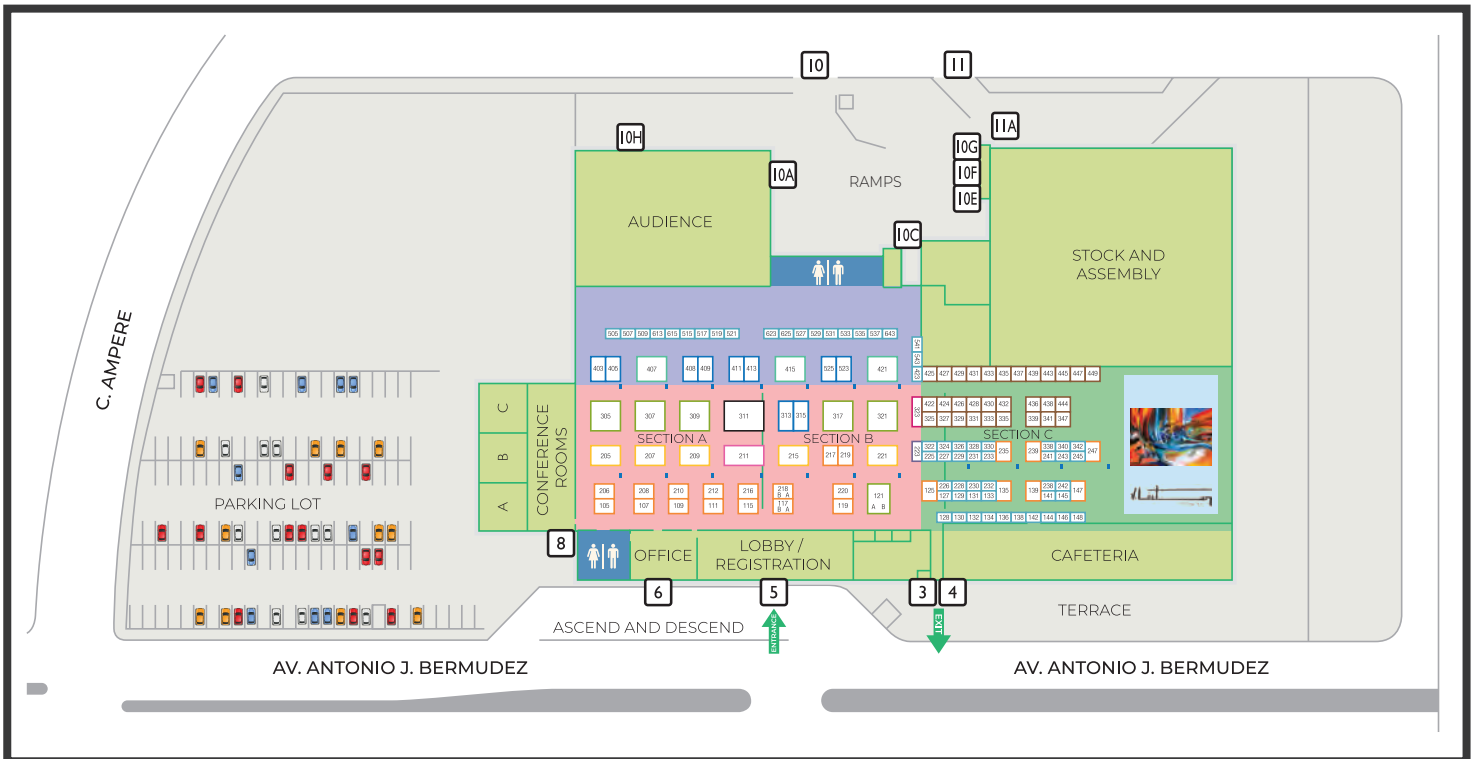 10
11
11A
10H
10G
10A
10F
RAMPS
10E
AUDIENCE
10C
STOCK AND
ASSEMBLY
C. AMPERE
505 507 509 613 615 515 517 519 521
623 625 527 529 531 533 535 537 643
541
543
423
403 405
407
408 409
411 413
415
525 523
421
425 427 429 431 433 435 437 439 443 445 447 449
305
307
309
311
313 315
317
321
323
422 424 426 428 430 432
436 438 444
325 327 329 331 333 335
339 341 347
SECTION A
SECTION B
SECTION C
205
207
209
211
215
217 219
221
223
322 324 326 328 330
235
239
338 340 342
247
225 227 229 231 233
241 243 245
206
208
210
212
216
218
B A
220
121
A B
105
107
109
111
115
117
B A
119
125
226 228 230 232
135
139
238 242
147
127 129 131 133
141 145
128 130 132 134 136 138 142 144 146 148
C
B
A
CONFERENCE
ROOMS
PARKING LOT
8
OFFICE
LOBBY /
REGISTRATION
CAFETERIA
6
5
3
4
TERRACE
ASCEND AND DESCEND
ENTRANCE
EXIT
AV. ANTONIO J. BERMUDEZ
AV. ANTONIO J. BERMUDEZ